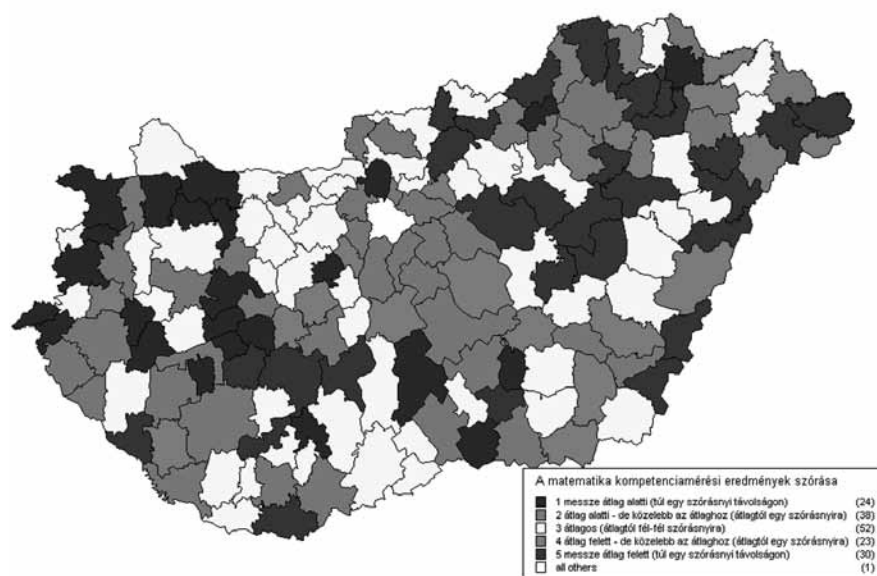 A matematika kompetenciamérési eredmények szórása
1 messze átlag alatti (túl egy szórásnyi távolságon) (24)
2 átlag alatti - de közelebb az átlaghoz (átlagtól egy szórásnyira) (38)
3 átlagos (átlagtól fél-fél szórásnyira) (52)
4 átlag felett - de közelebb az átlaghoz (átlagtól egy szórásnyira) (23)
5 messze átlag felett (túl egy szórásnyi távolságon) (30)
all others (1)